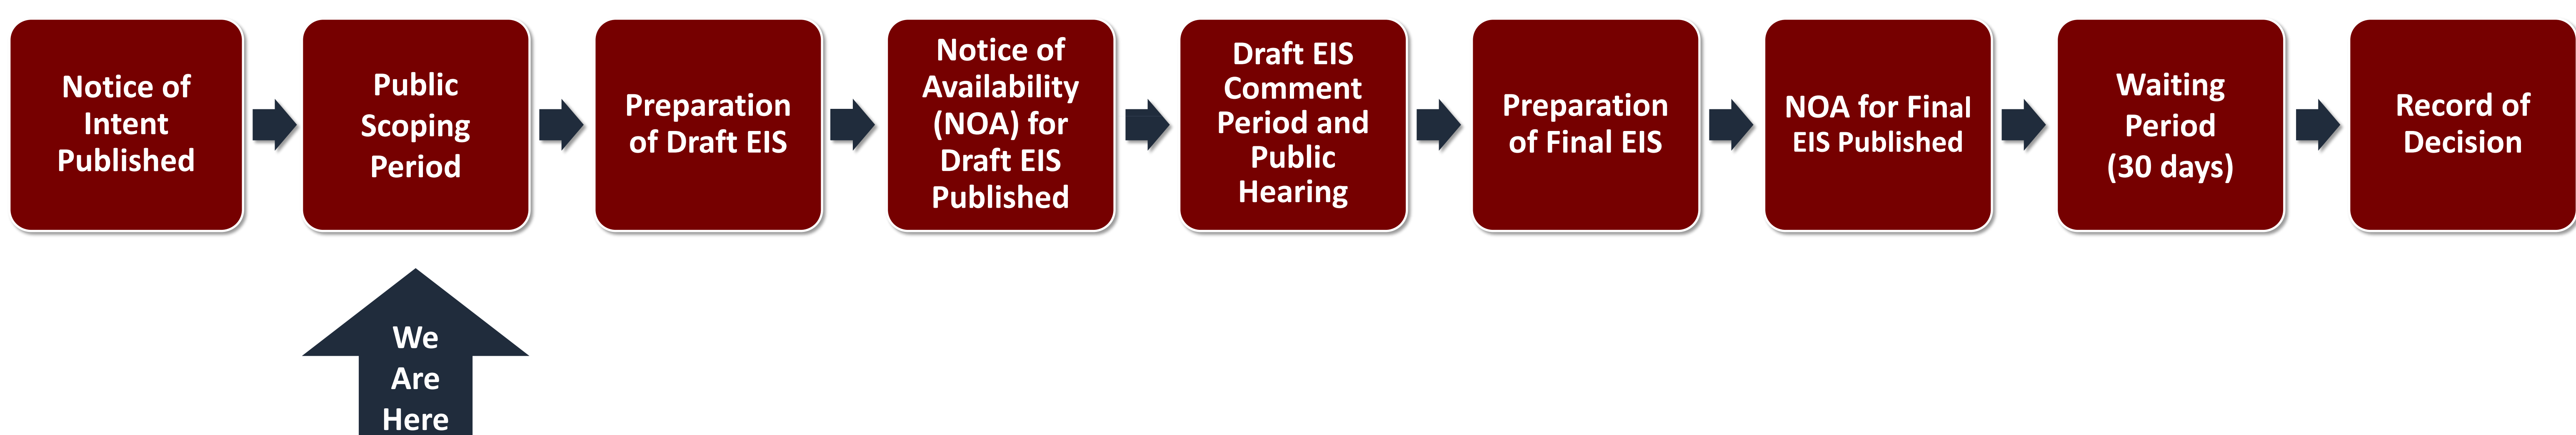 Notice of
Intent
Published
Public
Scoping
Period
Preparation
of Draft EIS
Notice of
Availability
(NOA) for
Draft EIS
Published
Draft EIS
Comment
Period and
Public
Hearing
Preparation
of Final EIS
NOA for Final
EIS Published
Waiting
Period
(30 days)
Record of
Decision
We
Are
Here